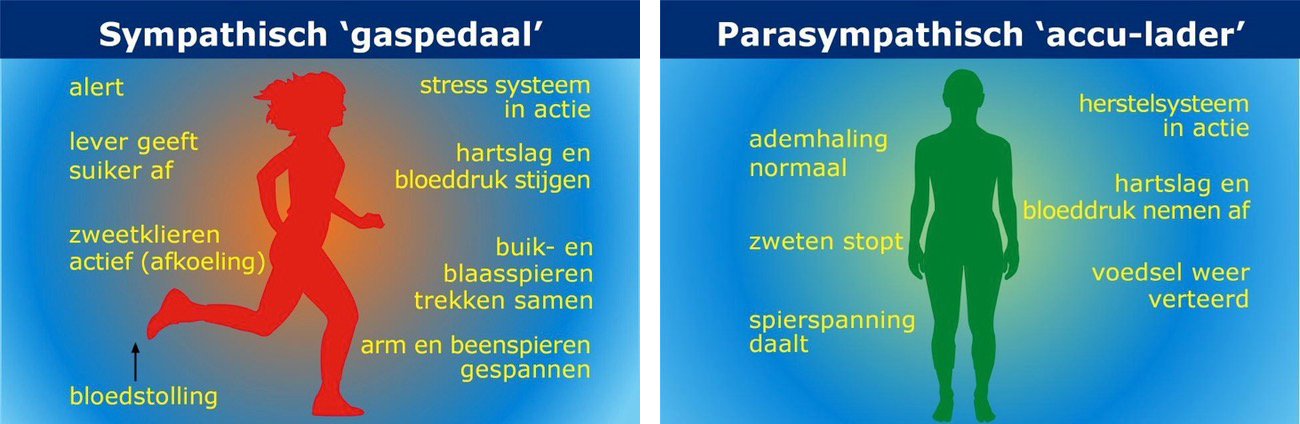 Sympathisch ‘gaspedaal’
alert
lever geeft
suiker af
zweetklieren
actief (afkoeling)
bloedstolling
stress systeem
in actie
hartslag en
bloeddruk stijgen
buik- en
blaasspieren
trekken samen
arm en beenspieren
gespannen
Parasympathisch ‘accu-lader’
ademhaling
normaal
zweten stopt
spierspanning
daalt
herstelsysteem
in actie
hartslag en
bloeddruk nemen af
voedsel weer
verteerd